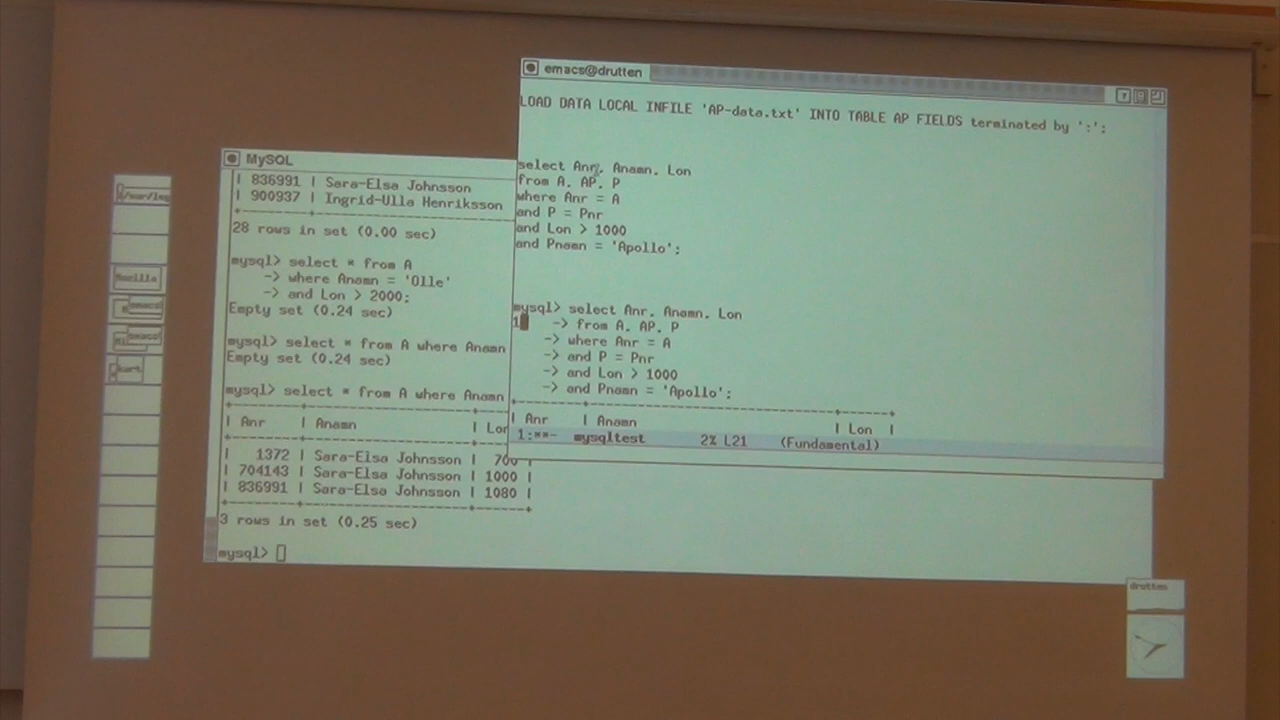 emacs@drutten
LOAD DATA LOCAL INFILE 'AP-data.txt' INTO TABLE AP FIELDS terminated by ':';
select Anr, Anamn, Lon
from A, AP, P
where Anr = A
and P = Pnr
and Lon > 1000
and Pnamn = 'Apollo';
mysql> select Anr, Anamn, Lon
1    -> from A, AP, P
-> where Anr = A
-> and P = Pnr
-> and Lon > 1000
-> and Pnamn = 'Apollo';
+----------+------------------------------+------+
| Anr | Anamn | Lon |
1:**- mysqltest 2% L21 (Fundamental)
MySQL
| 836991 | Sara-Elsa Johnsson
| 900937 | Ingrid-Ulla Henriksson
28 rows in set (0.00 sec)
mysql> select * from A
-> where Anamn = 'Olle'
-> and Lon > 2000;
Empty set (0.24 sec)
mysql> select * from A where Anamn
Empty set (0.24 sec)
mysql> select * from A where Anamn
| Anr | Anamn | Lon
| 1372 | Sara-Elsa Johnsson | 700
| 704143 | Sara-Elsa Johnsson | 1000 |
| 836991 | Sara-Elsa Johnsson | 1080 |
3 rows in set (0.25 sec)
mysql>
Mozilla
emacs
emacs
drutten